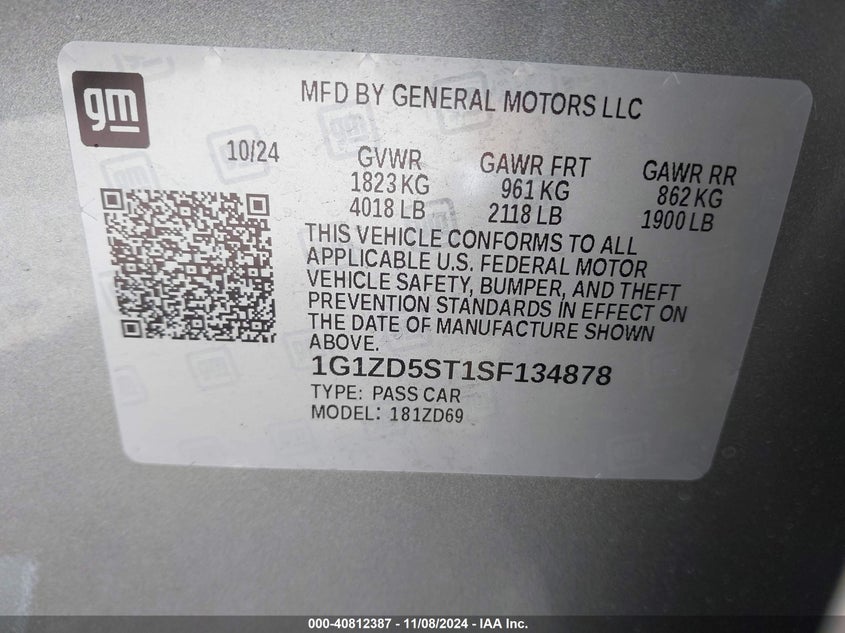 gm
MFD BY GENERAL MOTORS LLC
10/24
GVWR
1823 KG
4018 LB
GAWR FRT
961 KG
2118 LB
GAWR RR
862 KG
1900 LB
THIS VEHICLE CONFORMS TO ALL
APPLICABLE U.S. FEDERAL MOTOR
VEHICLE SAFETY, BUMPER, AND THEFT
PREVENTION STANDARDS IN EFFECT ON
THE DATE OF MANUFACTURE SHOWN
ABOVE.
1G1ZD5ST1SF134878
TYPE: PASS CAR
MODEL: 181ZD69
000-40812387 - 11/08/2024 - IAA Inc.